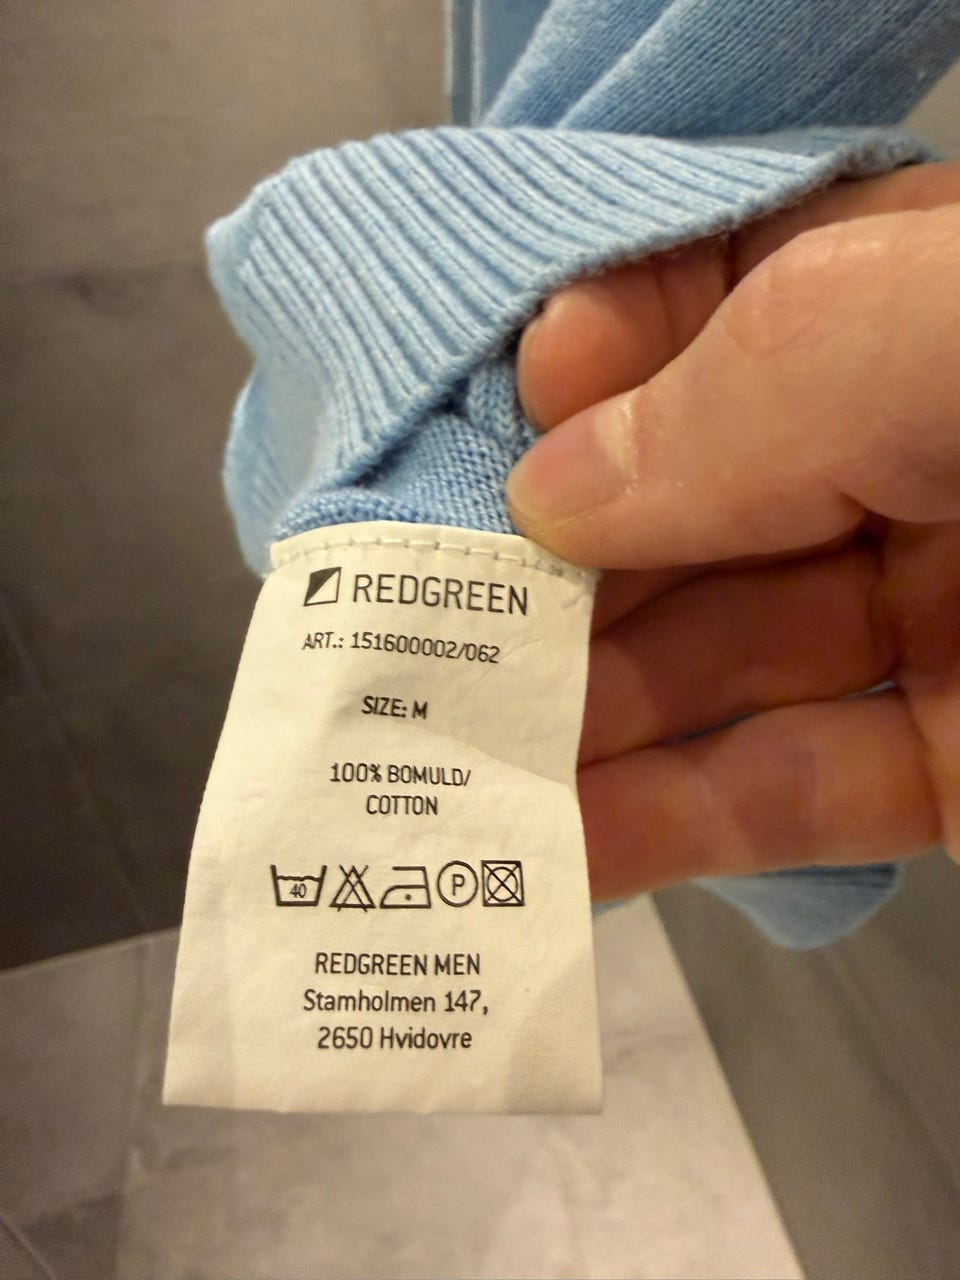 REDGREEN
ART.: 151600002/062
SIZE: M
100% BOMULD/
COTTON
40 P
REDGREEN MEN
Stamholmen 147,
2650 Hvidovre